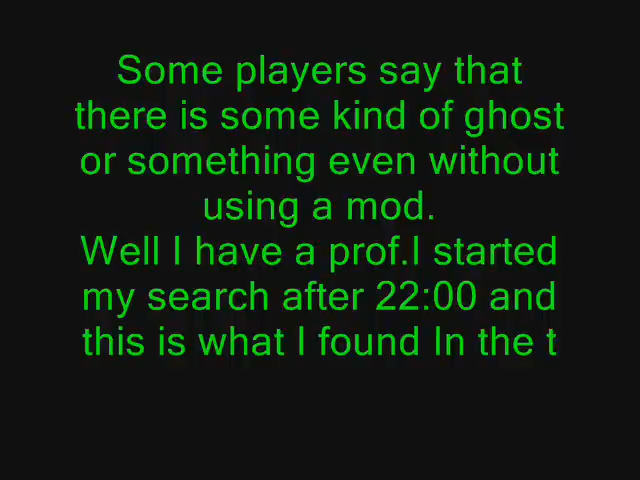 Some players say that
there is some kind of ghost
or something even without
using a mod.
Well I have a prof.I started
my search after 22:00 and
this is what I found In the t